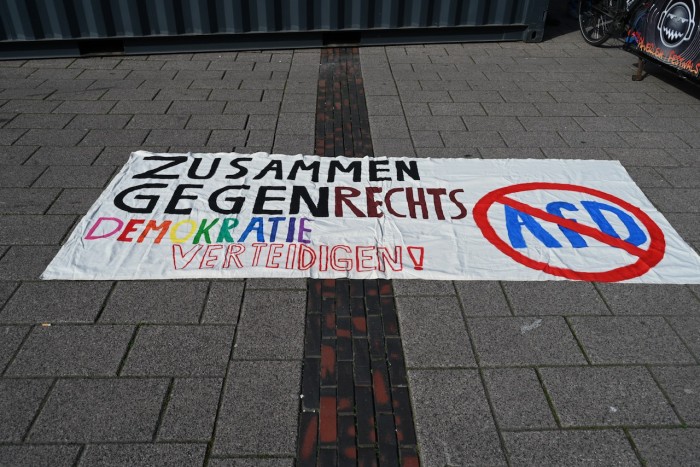 ZUSAMMEN
GEGEN RECHTS
DEMOKRATIE
VERTEIDIGEN!
AfD